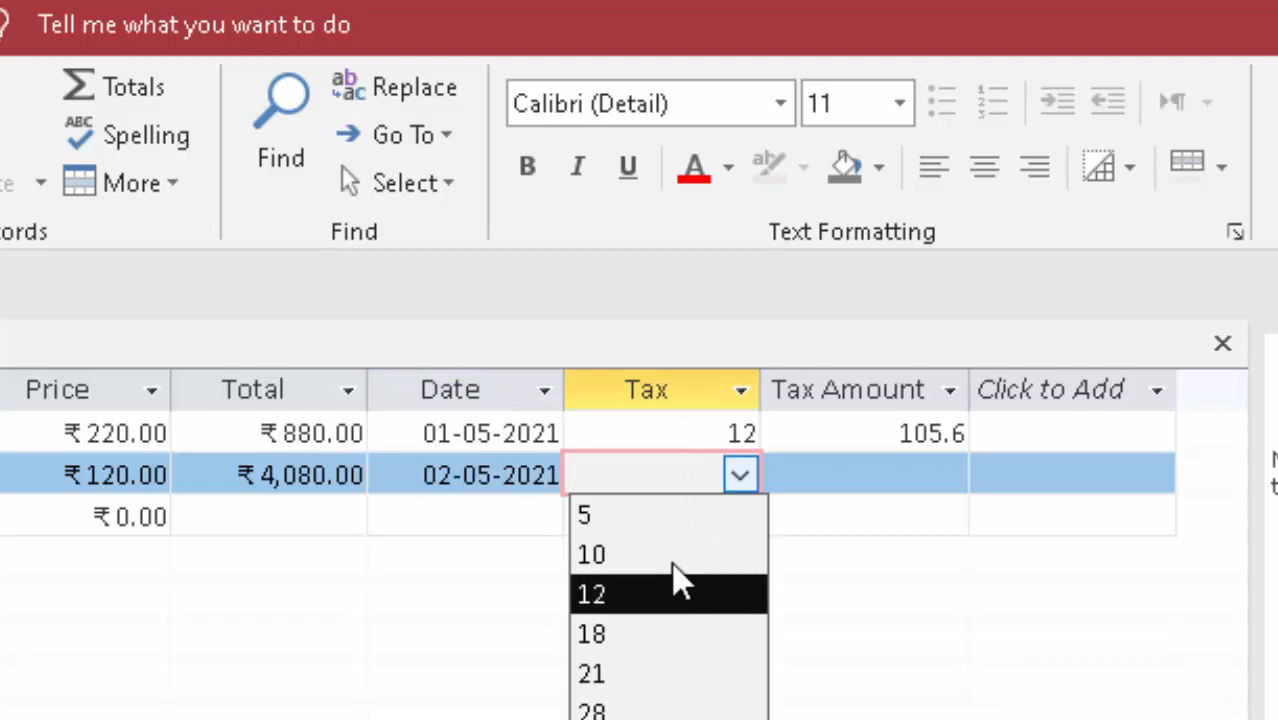 Tell me what you want to do
Totals
Replace
Calibri (Detail)
11
Spelling
Go To
Find
More
Select
ords
Find
Text Formatting
Price
Total
Date
Tax
Tax Amount
Click to Add
₹ 220.00
₹ 880.00
01-05-2021
12
105.6
₹ 120.00
₹ 4,080.00
02-05-2021
₹ 0.00
5
10
12
18
21
28